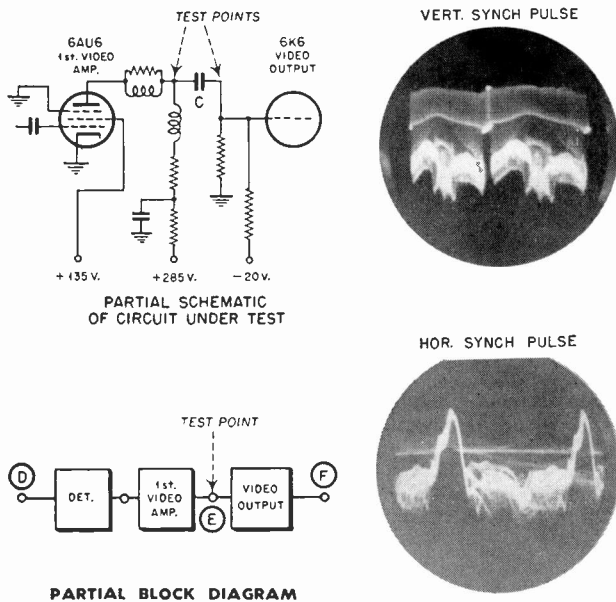 TEST POINTS
6AU6
1st. VIDEO
AMP.
6K6
VIDEO
OUTPUT
C
+135 V.
+285 V.
-20 V.
PARTIAL SCHEMATIC
OF CIRCUIT UNDER TEST
VERT. SYNCH PULSE
HOR. SYNCH PULSE
TEST POINT
D
DET.
1st.
VIDEO
AMP.
E
VIDEO
OUTPUT
F
PARTIAL BLOCK DIAGRAM